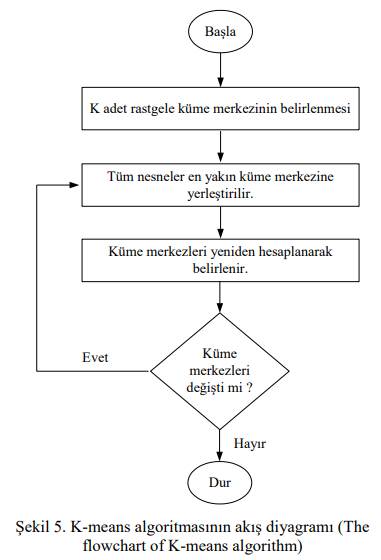 Başla
K adet rastgele küme merkezinin belirlenmesi
Tüm nesneler en yakın küme merkezine
yerleştirilir.
Küme merkezleri yeniden hesaplanarak
belirlenir.
Küme
merkezleri
değişti mi ?
Evet
Hayır
Dur
Şekil 5. K-means algoritmasının akış diyagramı (The
flowchart of K-means algorithm)